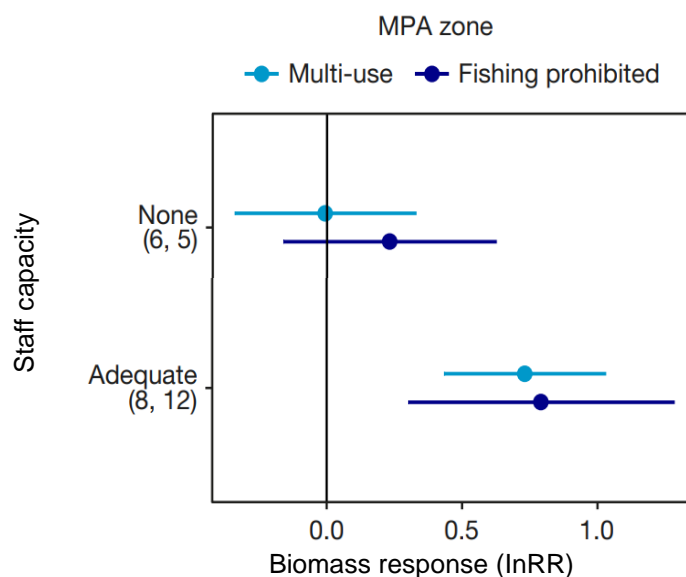 MPA zone
Multi-use Fishing prohibited
Staff capacity
None
(6, 5)
Adequate
(8, 12)
0.0 0.5 1.0
Biomass response (lnRR)